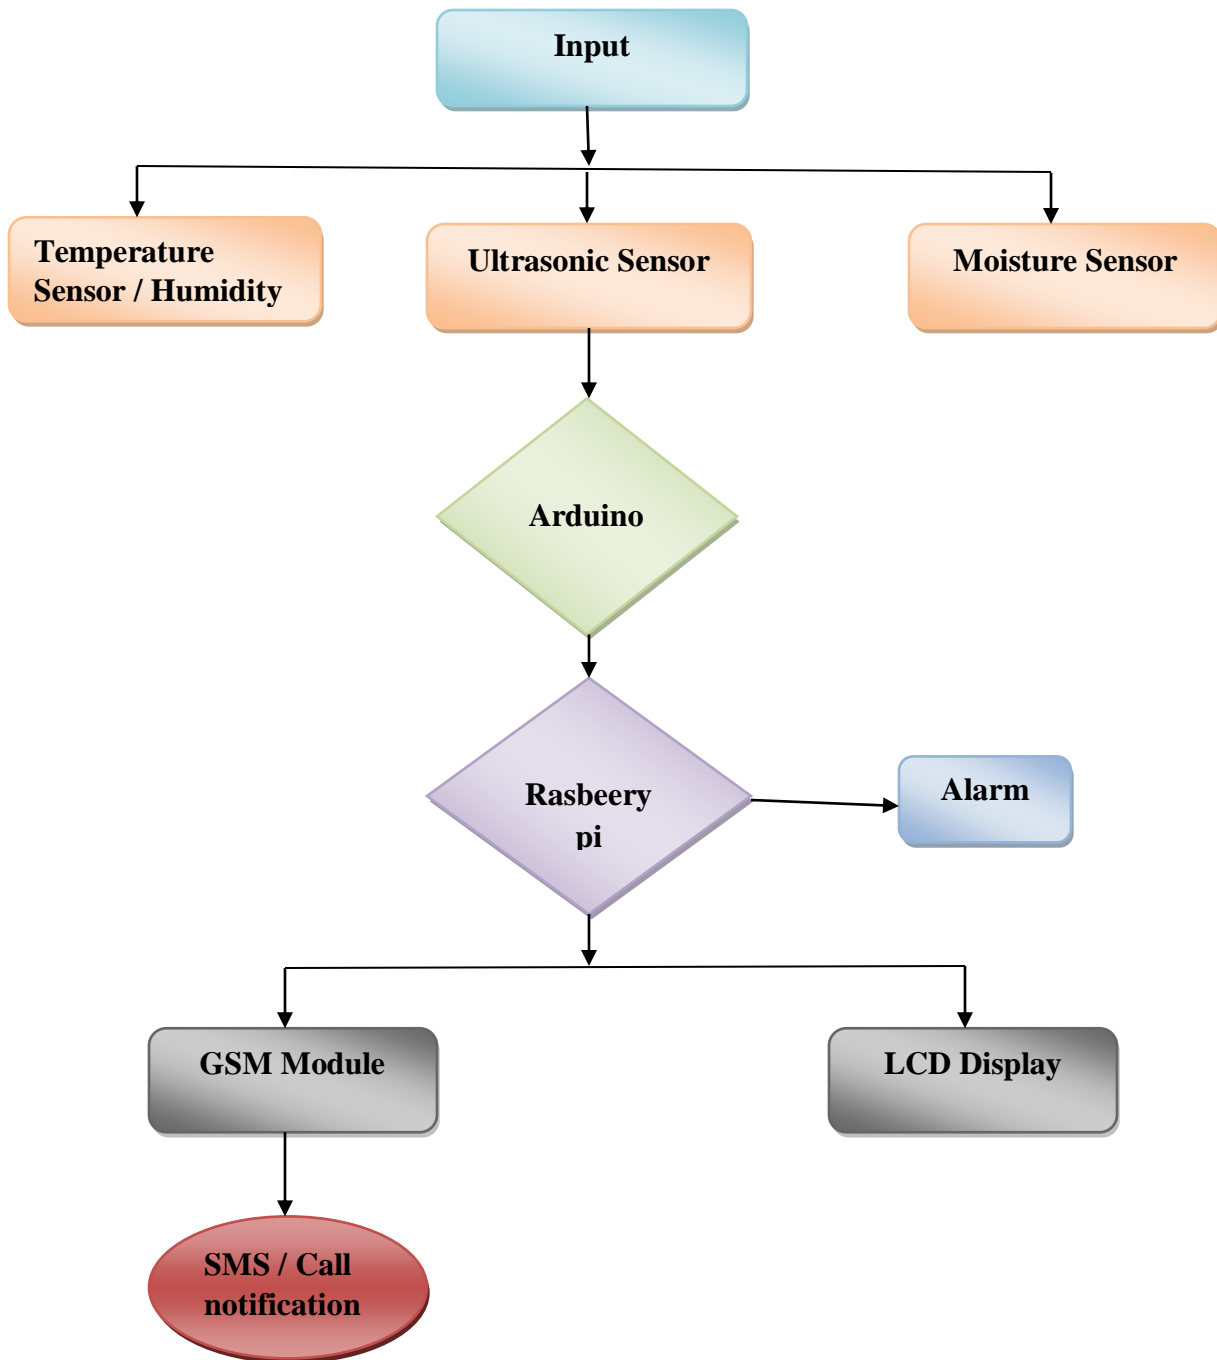 Input
Temperature
Sensor / Humidity
Ultrasonic Sensor
Moisture Sensor
Arduino
Rasbeery
pi
Alarm
GSM Module
LCD Display
SMS / Call
notification